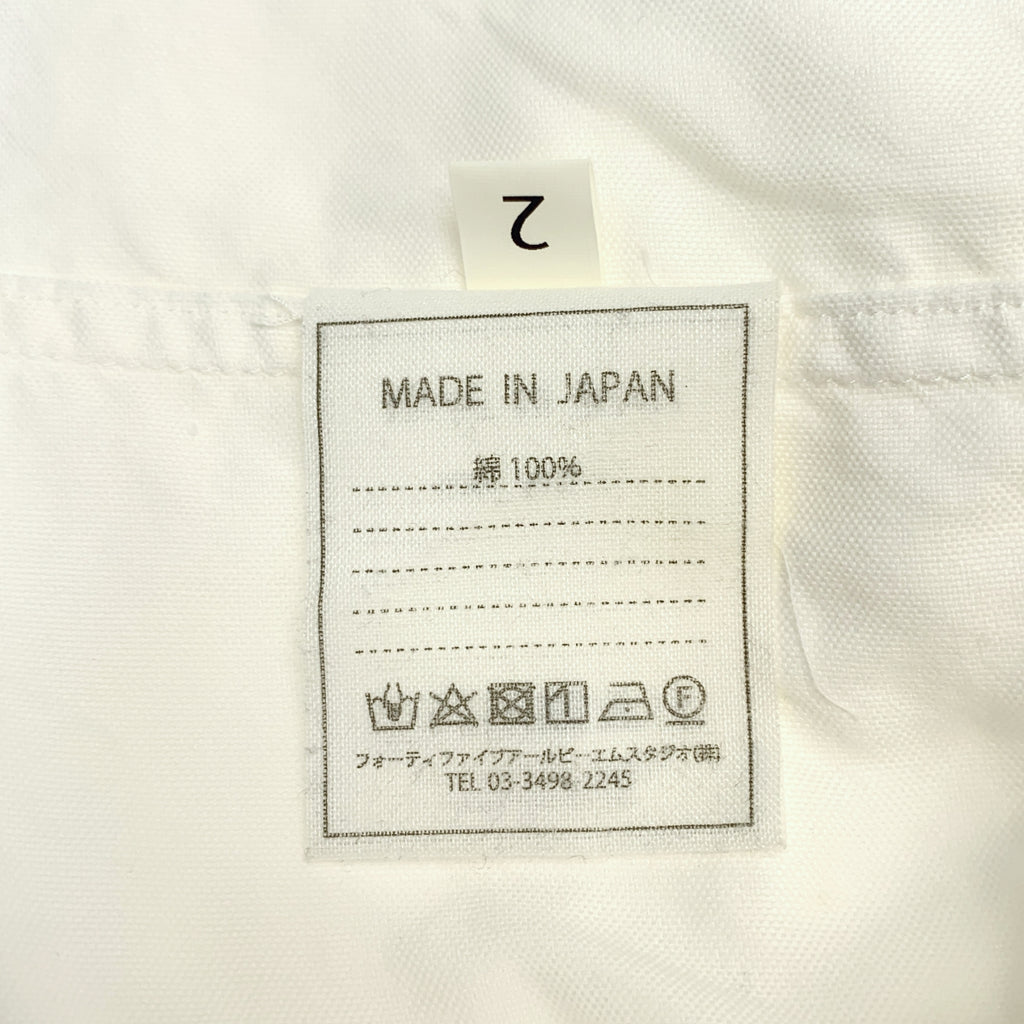 2
MADE IN JAPAN
綿 100%
F
フォーティファイブアールピーエムスタジオ(株)
TEL 03-3498-2245